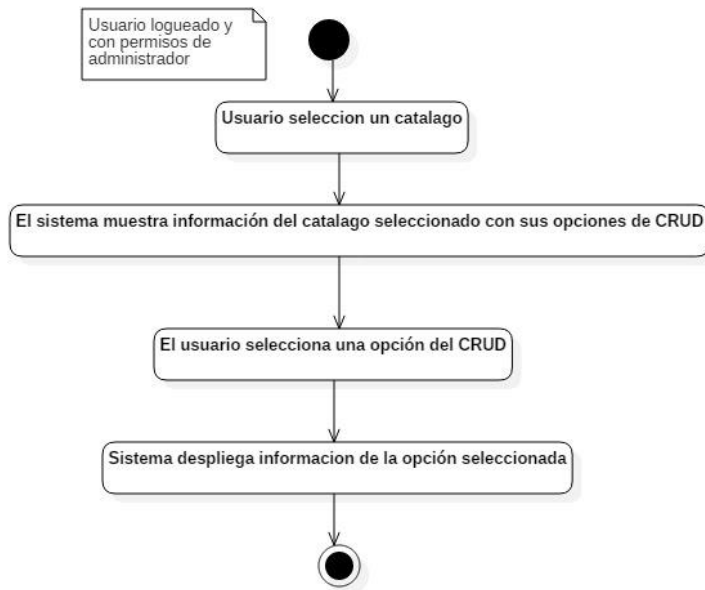 Usuario logueado y
con permisos de
administrador
Usuario seleccion un catalago
El sistema muestra información del catalago seleccionado con sus opciones de CRUD
El usuario selecciona una opción del CRUD
Sistema despliega informacion de la opción seleccionada